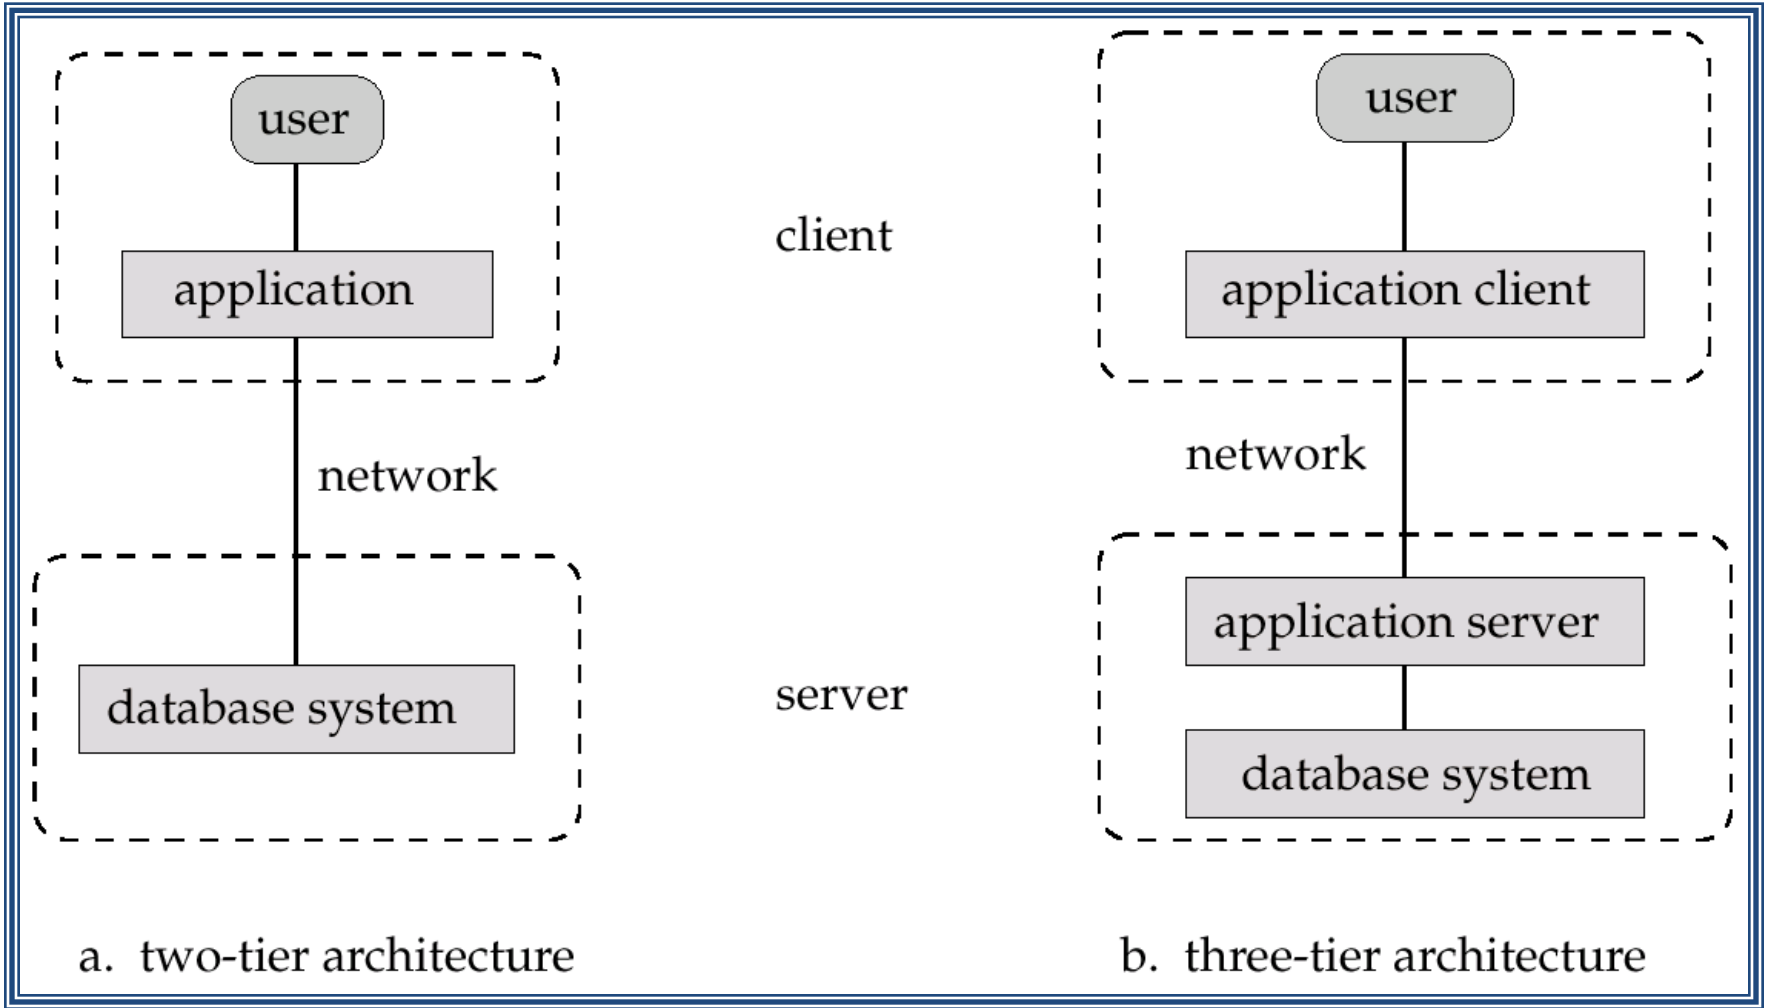 user
application
network
database system
a. two-tier architecture
client
server
user
application client
network
application server
database system
b. three-tier architecture